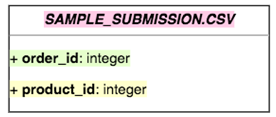 SAMPLE_SUBMISSION.CSV
+ order_id: integer
+ product_id: integer